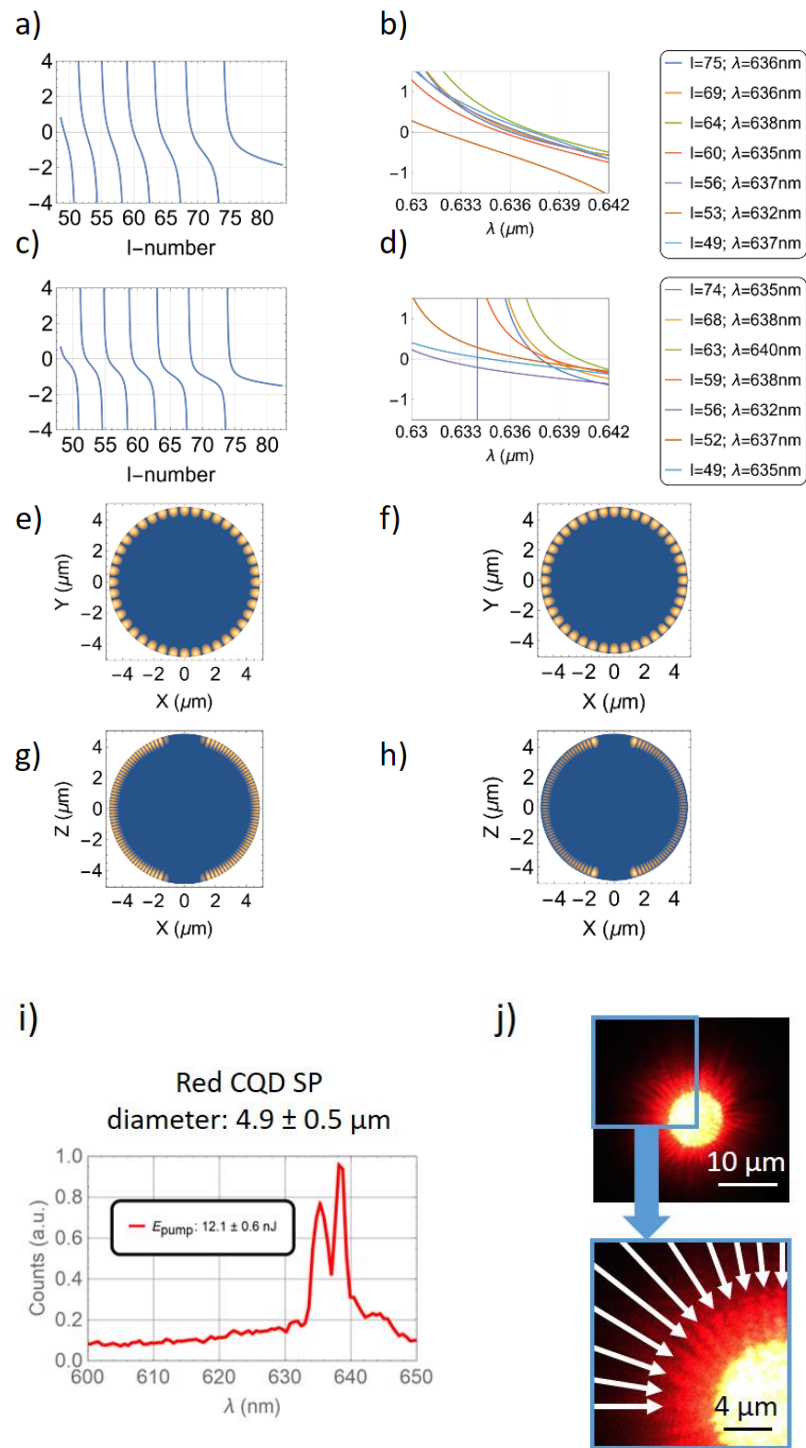 a)
4
2
0
−2
−4
50 55 60 65 70 75 80
l−number
b)
1
0
−1
0.63 0.633 0.636 0.639 0.642
λ (μm)
l=75; λ=636nm
l=69; λ=636nm
l=64; λ=638nm
l=60; λ=635nm
l=56; λ=637nm
l=53; λ=632nm
l=49; λ=637nm
c)
4
2
0
−2
−4
50 55 60 65 70 75 80
l−number
d)
1
0
−1
0.63 0.633 0.636 0.639 0.642
λ (μm)
l=74; λ=635nm
l=68; λ=638nm
l=63; λ=640nm
l=59; λ=638nm
l=56; λ=632nm
l=52; λ=637nm
l=49; λ=635nm
e)
Y (μm)
4
2
0
−2
−4
−4 −2 0 2 4
X (μm)
f)
Y (μm)
4
2
0
−2
−4
−4 −2 0 2 4
X (μm)
g)
Z (μm)
4
2
0
−2
−4
−4 −2 0 2 4
X (μm)
h)
Z (μm)
4
2
0
−2
−4
−4 −2 0 2 4
X (μm)
i)
Red CQD SP
diameter: 4.9 ± 0.5 μm
Counts (a.u.)
1.0
0.8
0.6
0.4
0.2
0.0
Epump: 12.1 ± 0.6 nJ
600 610 620 630 640 650
λ (nm)
j)
10 μm
4 μm